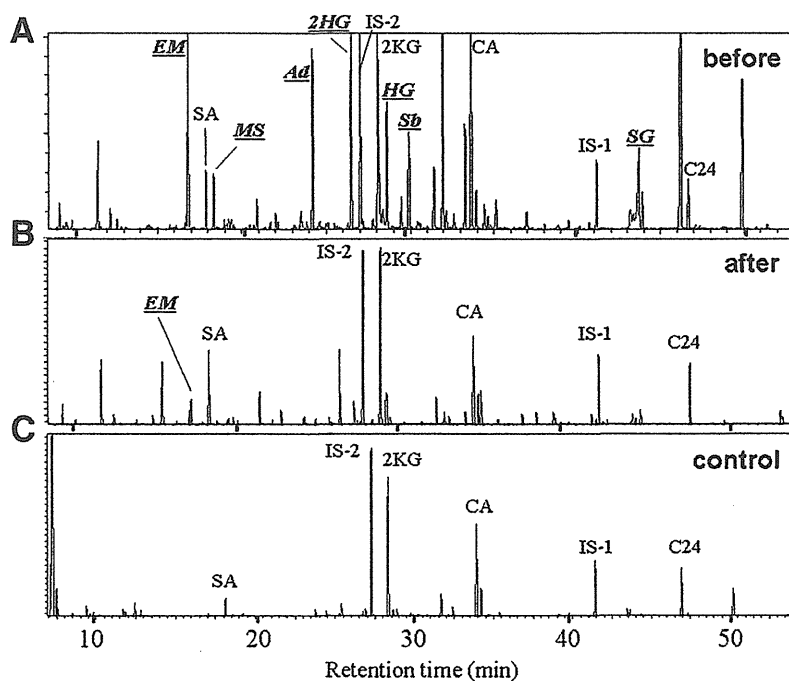 A
before
EM
SA
MS
Ad
2HG
IS-2
2KG
HG
Sb
CA
IS-1
SG
C24
B
after
EM
SA
IS-2
2KG
CA
IS-1
C24
C
control
SA
IS-2
2KG
CA
IS-1
C24
10
20
30
40
50
Retention time (min)